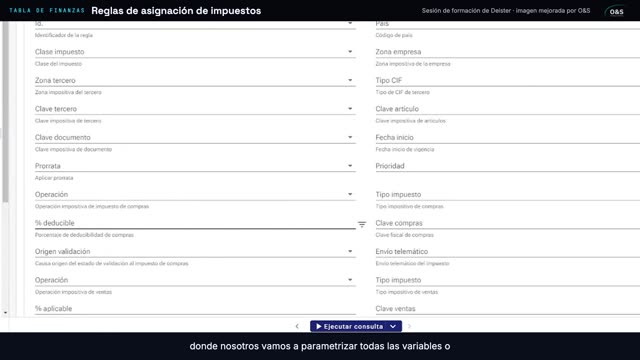 TABLA DE FINANZAS
Reglas de asignación de impuestos
Sesión de formación de Deister · imagen mejorada por O&S
O&S
Id.
País
Identificador de la regla
Código de país
Clase impuesto
Zona empresa
Clase del impuesto
Zona impositiva de la empresa
Zona tercero
Tipo CIF
Zona impositiva del tercero
Tipo de CIF de tercero
Clave tercero
Clave artículo
Clave impositiva de tercero
Clave impositiva de artículos
Clave documento
Fecha inicio
Clave impositiva de documento
Fecha inicio de vigencia
Prorrata
Prioridad
Aplicar prorrata
Operación
Tipo impuesto
Operación impositiva de impuesto de compras
Tipo impositivo de compras
% deducible
Clave compras
Porcentaje de deducibilidad de compras
Clave fiscal de compras
Origen validación
Envío telemático
Causa origen del estado de validación al impuesto de compras
Envío telemático del impuesto
Operación
Tipo impuesto
Operación impositiva de ventas
Tipo impositivo de ventas
% aplicable
Clave ventas
Ejecutar consulta
donde nosotros vamos a parametrizar todas las variables o